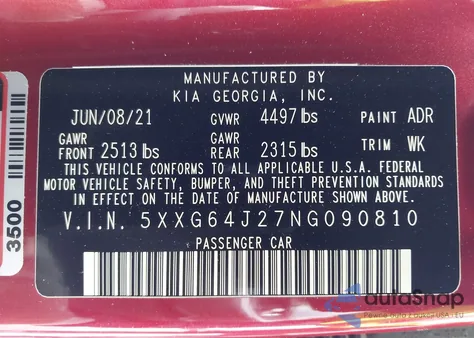 MANUFACTURED BY
KIA GEORGIA, INC.
JUN/08/21 GVWR 4497 lbs PAINT ADR
GAWR FRONT 2513 lbs GAWR REAR 2315 lbs TRIM WK
THIS VEHICLE CONFORMS TO ALL APPLICABLE U.S.A. FEDERAL
MOTOR VEHICLE SAFETY, BUMPER, AND THEFT PREVENTION STANDARDS
IN EFFECT ON THE DATE OF MANUFACTURE SHOWN ABOVE.
V.I.N. 5XXG64J27NG090810
PASSENGER CAR
3500
autoSnap